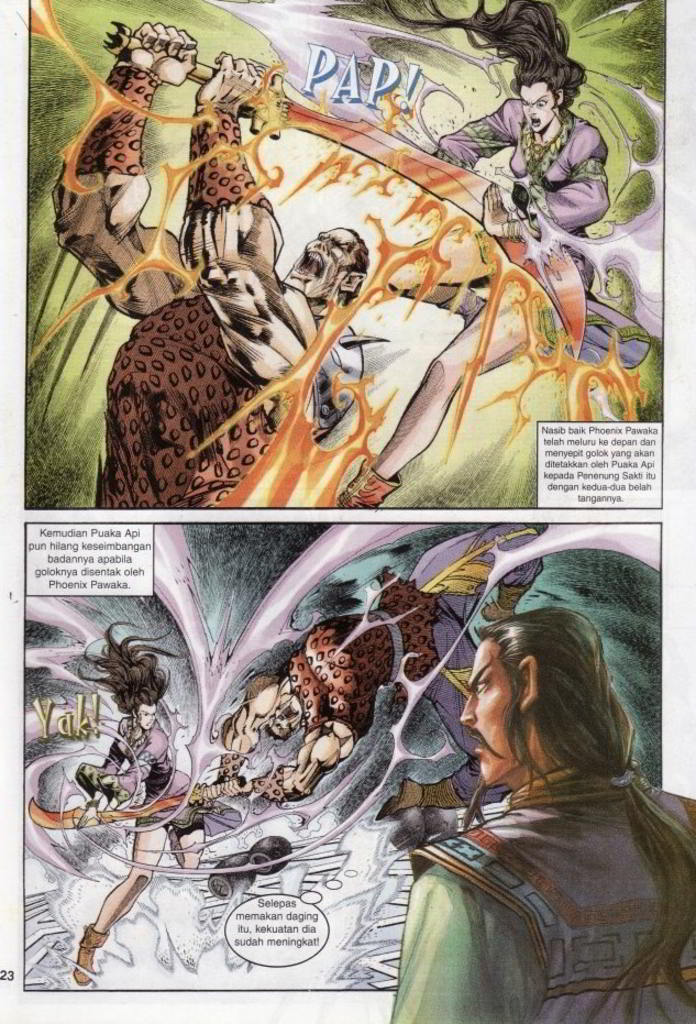 PAP!
Nasib baik Phoenix Pawaka
telah meluru ke depan dan
menyepit golok yang akan
ditetakkan oleh Puaka Api
kepada Penenung Sakti itu
dengan kedua-dua belah
tangannya.
Kemudian Puaka Api
pun hilang keseimbangan
badannya apabila
goloknya disentak oleh
Phoenix Pawaka.
Yak!
Selepas
memakan daging
itu, kekuatan dia
sudah meningkat!
23